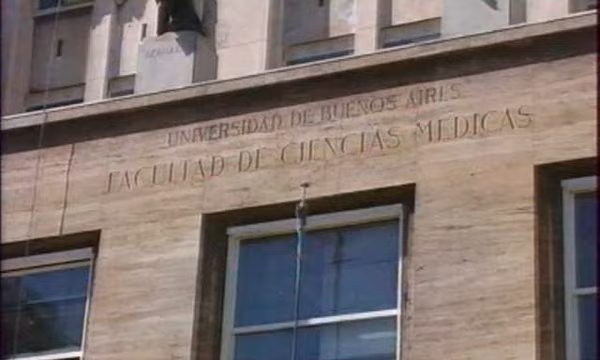 UNIVERSIDAD DE BUENOS AIRES
FACULTAD DE CIENCIAS MEDICAS